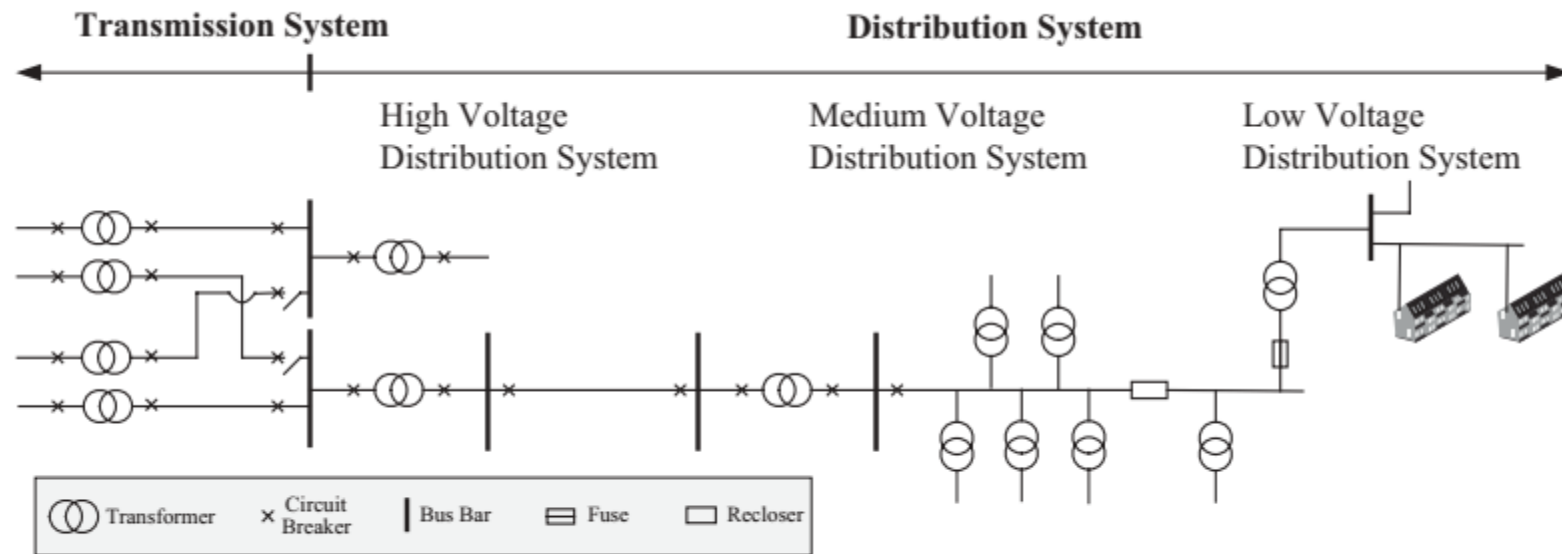 Transmission System
Distribution System
High Voltage
Distribution System
Medium Voltage
Distribution System
Low Voltage
Distribution System
Transformer
Circuit
Breaker
Bus Bar
Fuse
Recloser